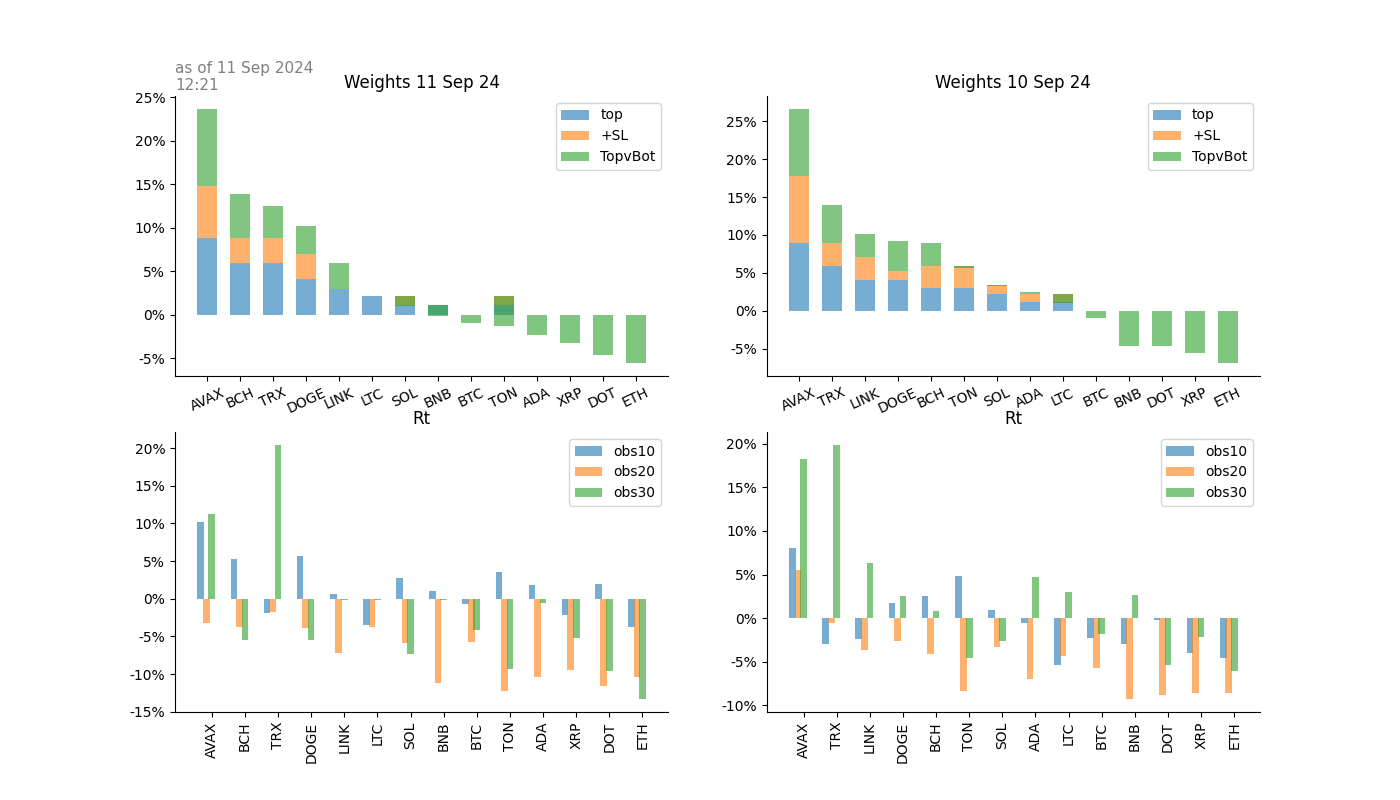 as of 11 Sep 2024
12:21
Weights 11 Sep 24
25%
20%
15%
10%
5%
0%
-5%
top
+SL
TopvBot
AVAX BCH TRX DOGE LINK LTC SOL BNB BTC TON ADA XRP DOT ETH
Weights 10 Sep 24
25%
20%
15%
10%
5%
0%
-5%
top
+SL
TopvBot
AVAX TRX LINK DOGE BCH TON SOL ADA LTC BTC BNB DOT XRP ETH
Rt
20%
15%
10%
5%
0%
-5%
-10%
-15%
obs10
obs20
obs30
AVAX BCH TRX DOGE LINK LTC SOL BNB BTC TON ADA XRP DOT ETH
Rt
20%
15%
10%
5%
0%
-5%
-10%
obs10
obs20
obs30
AVAX TRX LINK DOGE BCH TON SOL ADA LTC BTC BNB DOT XRP ETH